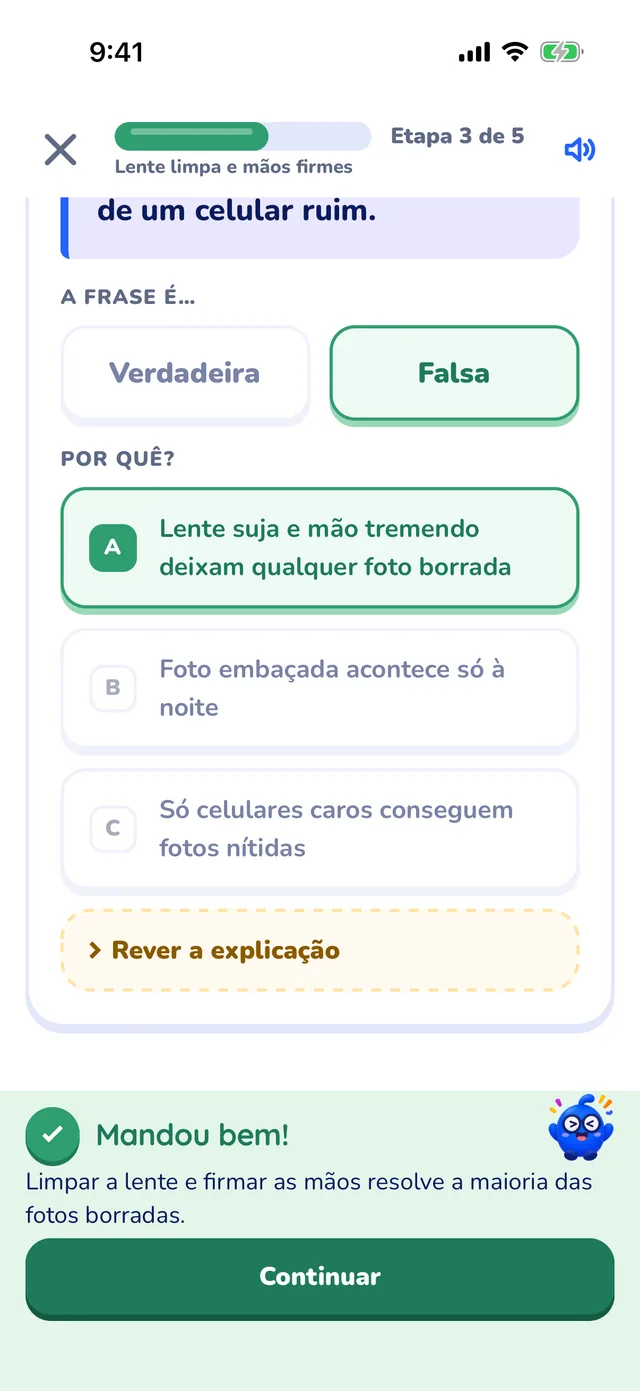 9:41
Etapa 3 de 5
Lente limpa e mãos firmes
de um celular ruim.
A FRASE É...
Verdadeira
Falsa
POR QUÊ?
A
Lente suja e mão tremendo
deixam qualquer foto borrada
B
Foto embaçada acontece só à
noite
C
Só celulares caros conseguem
fotos nítidas
Rever a explicação
Mandou bem!
Limpar a lente e firmar as mãos resolve a maioria das
fotos borradas.
Continuar